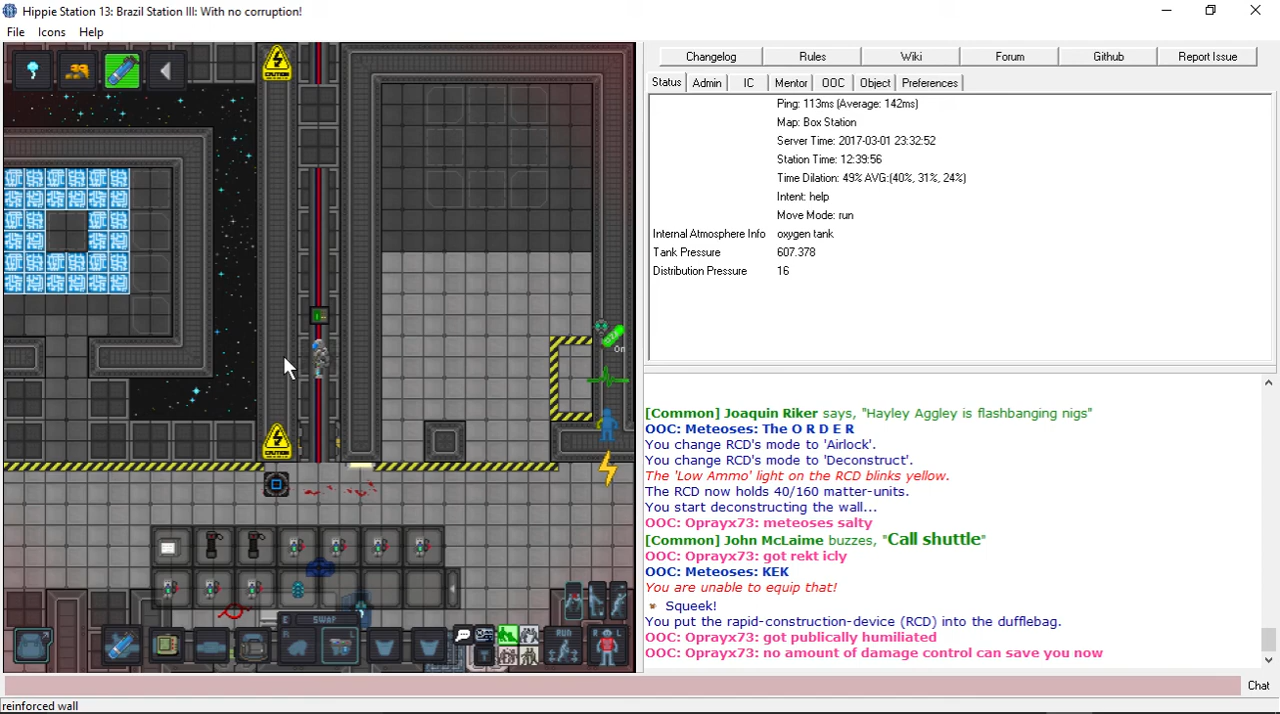 Hippie Station 13: Brazil Station III: With no corruption!
File Icons Help
Changelog Rules Wiki Forum Github Report Issue
Status Admin IC Mentor OOC Object Preferences
Ping: 113ms (Average: 142ms)
Map: Box Station
Server Time: 2017-03-01 23:32:52
Station Time: 12:39:56
Time Dilation: 49% AVG:(40%, 31%, 24%)
Intent: help
Move Mode: run
Internal Atmosphere Info oxygen tank
Tank Pressure 607.378
Distribution Pressure 16
CAUTION
On
CAUTION
SWAP
R L
RUN
R L
[Common] Joaquin Riker says, "Hayley Aggley is flashbanging nigs"
OOC: Meteoses: The O R D E R
You change RCD's mode to 'Airlock'.
You change RCD's mode to 'Deconstruct'.
The 'Low Ammo' light on the RCD blinks yellow.
The RCD now holds 40/160 matter-units.
You start deconstructing the wall...
OOC: Oprayx73: meteoses salty
[Common] John McLaime buzzes, "Call shuttle"
OOC: Oprayx73: got rekt icly
OOC: Meteoses: KEK
You are unable to equip that!
Squeek!
You put the rapid-construction-device (RCD) into the dufflebag.
OOC: Oprayx73: got publically humiliated
OOC: Oprayx73: no amount of damage control can save you now
Chat
reinforced wall